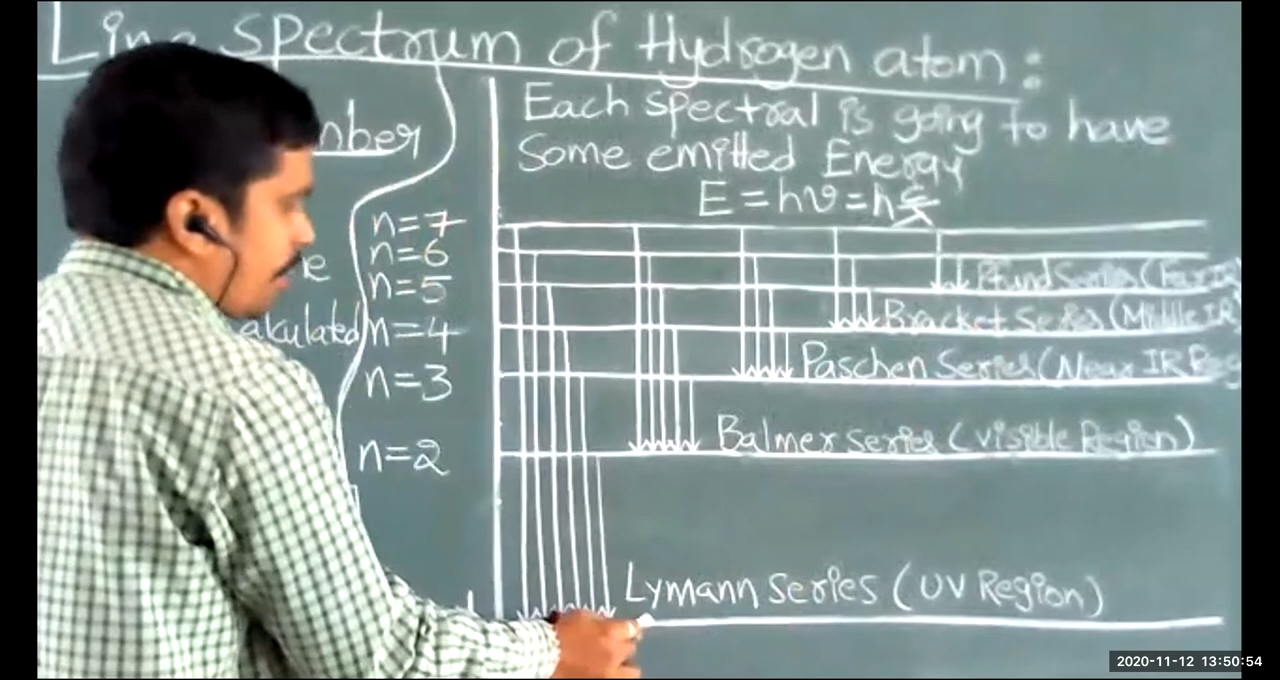 Line spectrum of Hydrogen atom:
Each spectral is going to have
Some emitted Energy
E=hν=hc/λ
n=7
n=6
n=5
n=4
n=3
n=2
Pfund Series (Far IR
Bracket Series (Middle IR
Paschen Series (Near IR Reg
Balmer series (visible Region)
Lymann series (UV Region)
2020-11-12 13:50:54